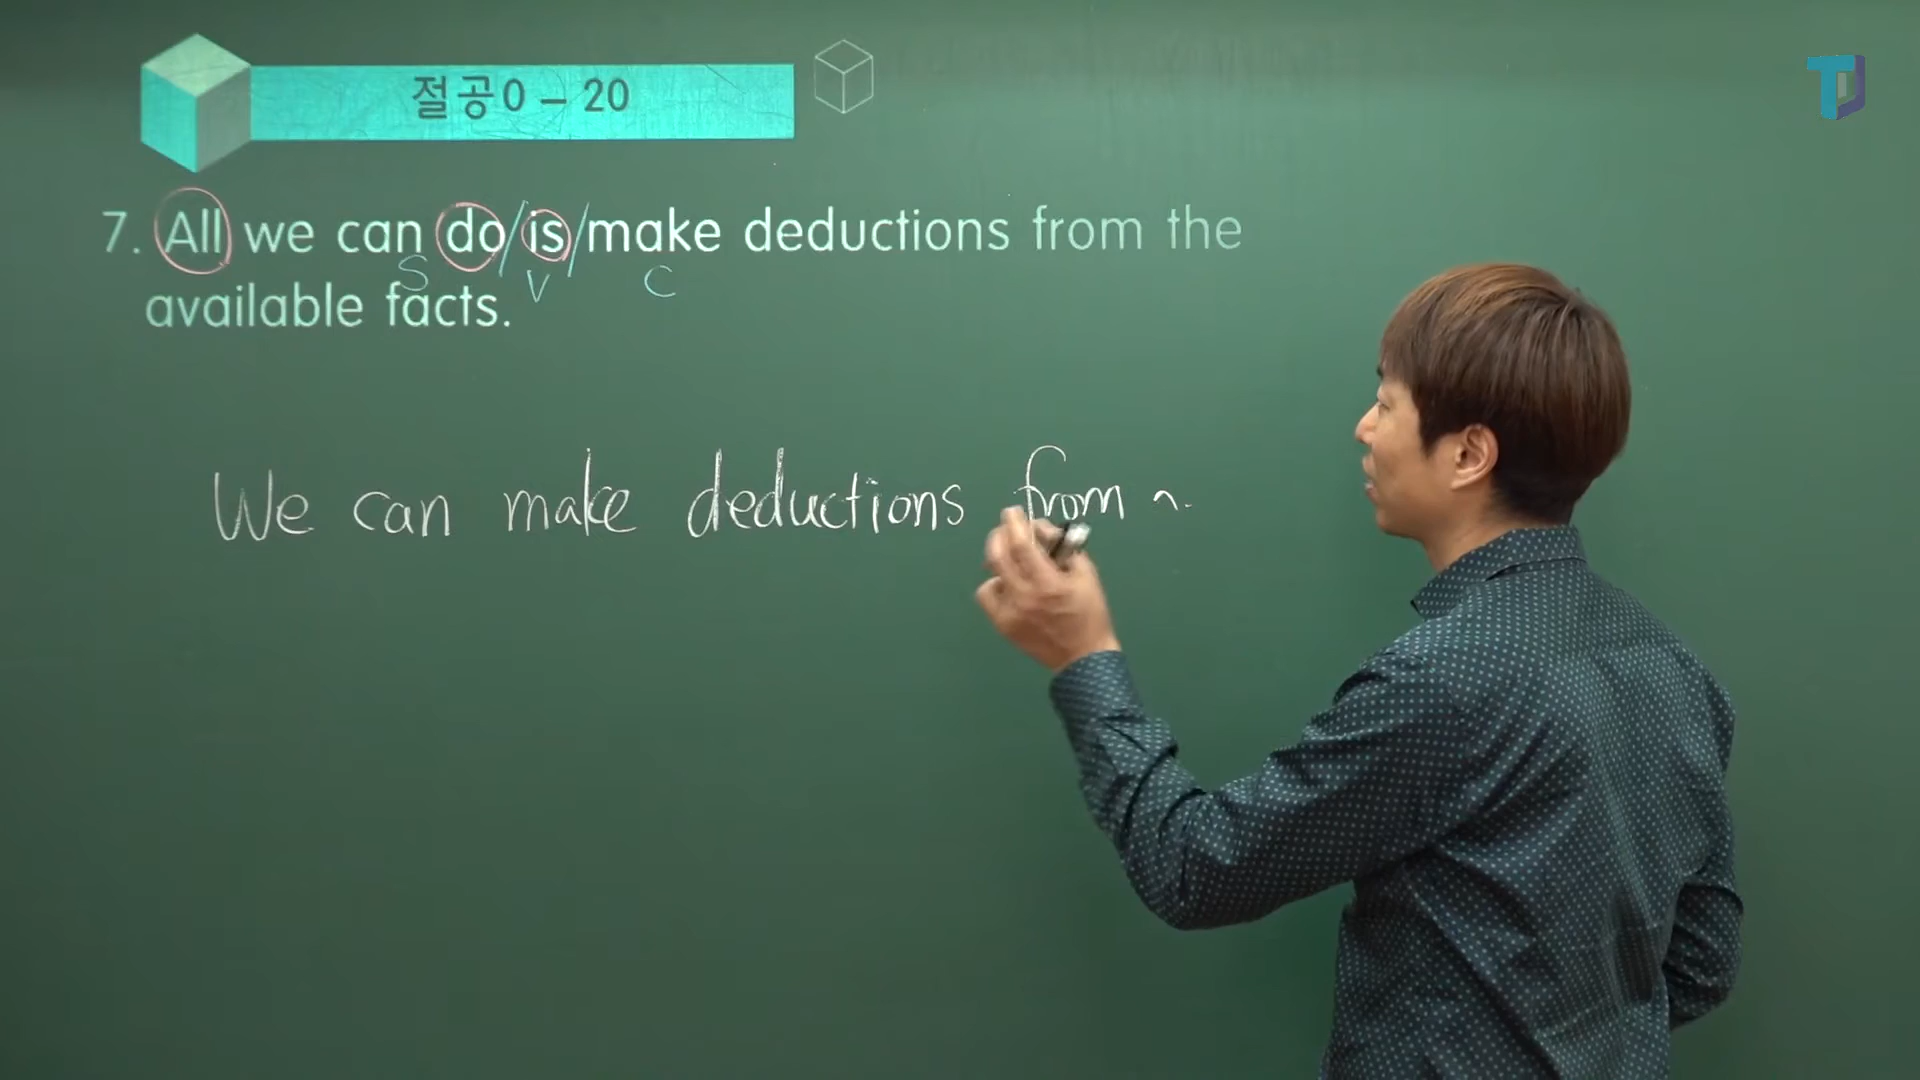 절공0 – 20
7. All we can do/is/make deductions from the
S V C
available facts.
We can make deductions from ~